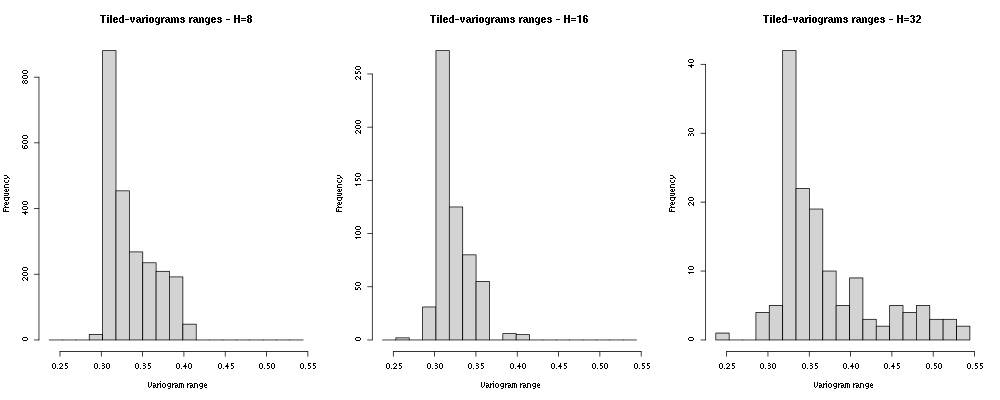 Tiled-variograms ranges - H=8
Frequency
0 200 400 600 800
0.25 0.30 0.35 0.40 0.45 0.50 0.55
Variogram range
Tiled-variograms ranges - H=16
Frequency
0 50 100 150 200 250
0.25 0.30 0.35 0.40 0.45 0.50 0.55
Variogram range
Tiled-variograms ranges - H=32
Frequency
0 10 20 30 40
0.25 0.30 0.35 0.40 0.45 0.50 0.55
Variogram range